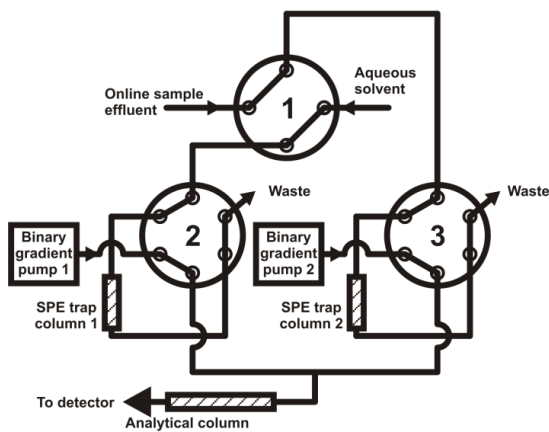 Online sample
effluent
Aqueous
solvent
1
Waste
Waste
Binary
gradient
pump 1
2
Binary
gradient
pump 2
3
SPE trap
column 1
SPE trap
column 2
To detector
Analytical column